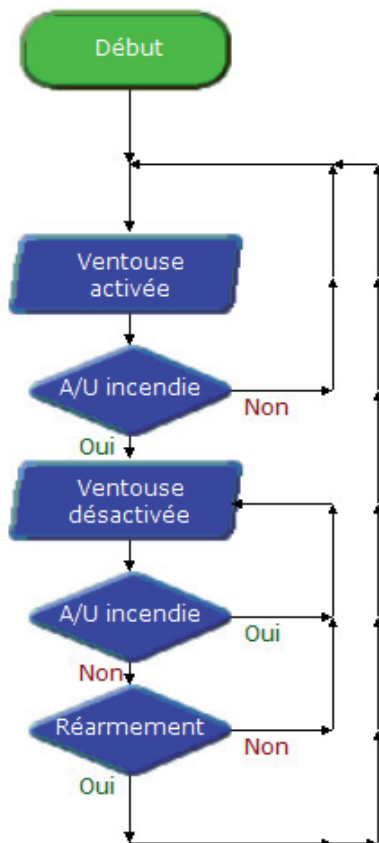 Début
Ventouse
activée
A/U incendie
Non
Oui
Ventouse
désactivée
A/U incendie
Oui
Non
Réarmement
Non
Oui